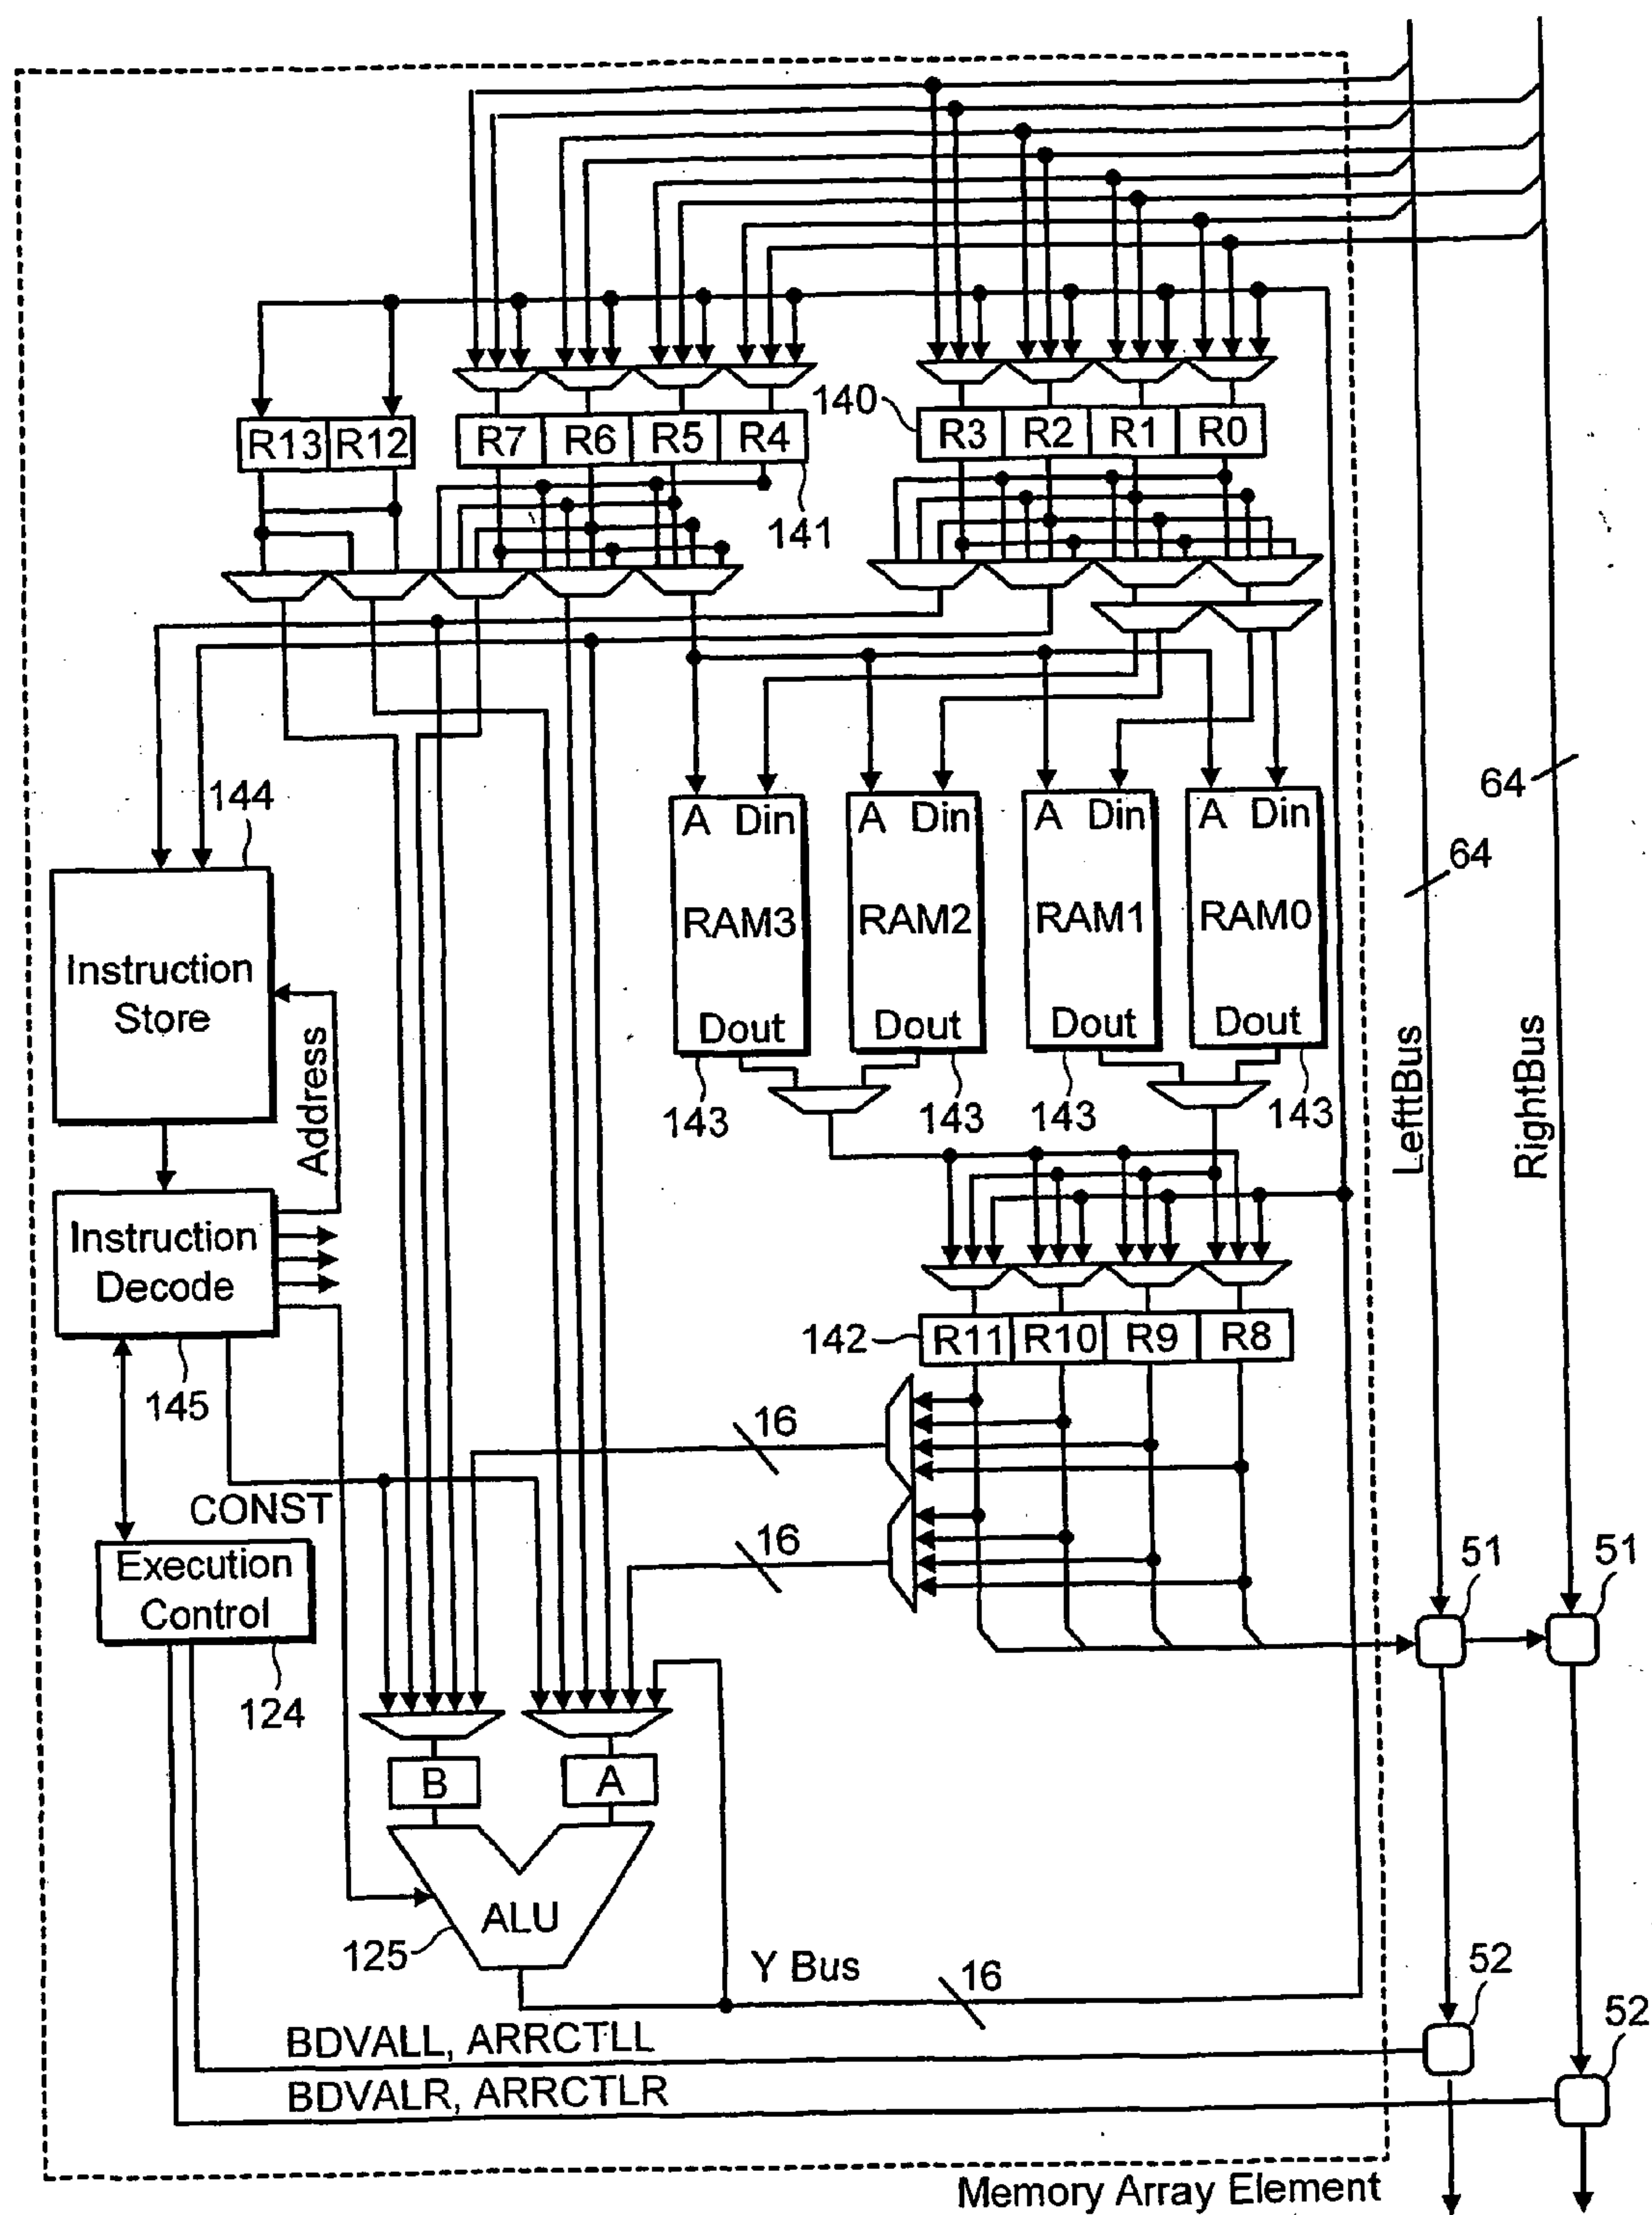 140
R13 R12 R7 R6 R5 R4 R3 R2 R1 R0
141
64
144
64
A Din A Din A Din A Din
RAM3 RAM2 RAM1 RAM0
Instruction
Store
Dout Dout Dout Dout
Address
LefttBus
RightBus
143 143 143 143
Instruction
Decode
142 R11 R10 R9 R8
145
16
CONST
16
51 51
Execution
Control
124
B A
ALU
125
Y Bus
16
52
52
BDVALL, ARRCTLL
BDVALR, ARRCTLR
Memory Array Element